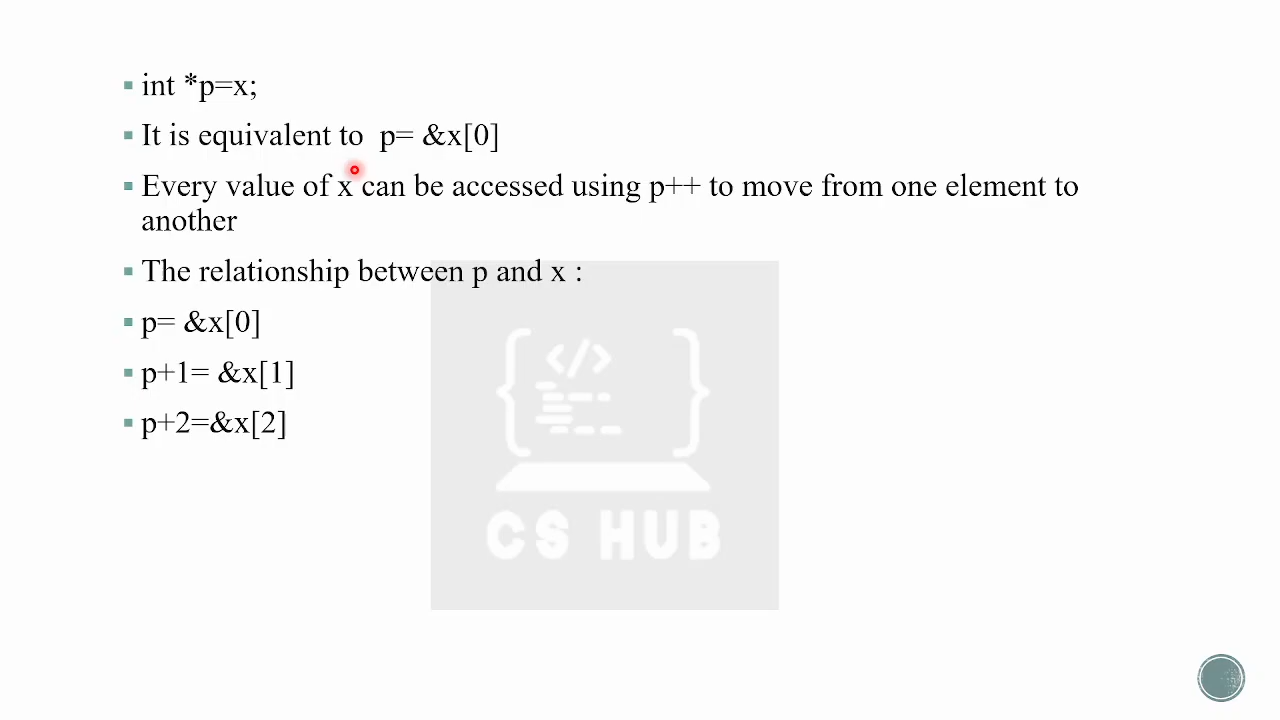 int *p=x;
It is equivalent to p= &x[0]
Every value of x can be accessed using p++ to move from one element to
another
The relationship between p and x :
p= &x[0]
p+1= &x[1]
p+2=&x[2]
</>
CS HUB